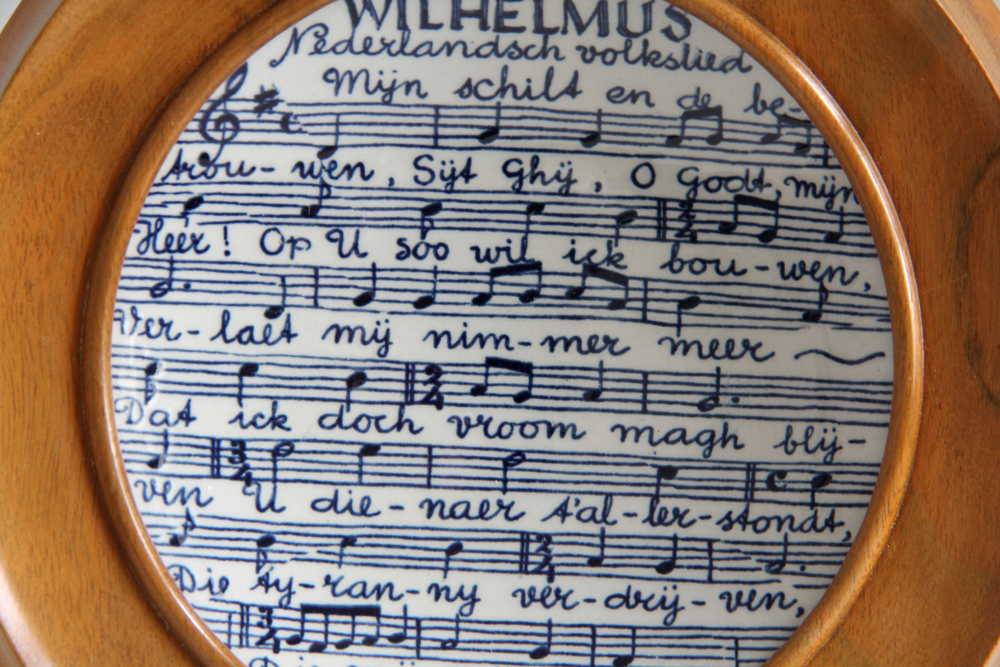 WILHELMUS
Nederlandsch volkslied
Mijn schilt en de be-
trou-wen, Sijt Ghij, O Godt, mijn
Heer! Op U soo wil ick bou-wen,
Ver-laet mij nim-mer meer
Dat ick doch vroom magh blij-
ven U die-naer t'al-ler-stondt,
Die ty-ran-ny ver-drij-ven,